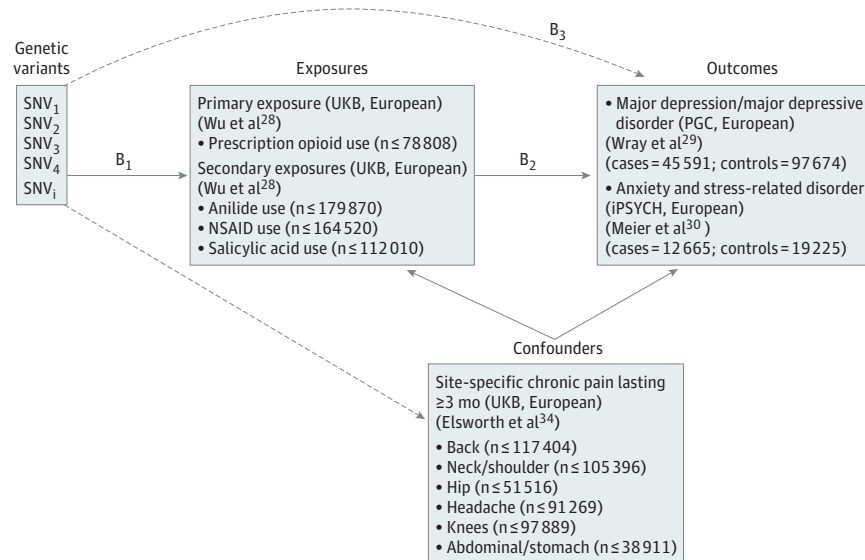 Genetic
variants
SNV1
SNV2
SNV3
SNV4
SNVi
B1
Exposures
Primary exposure (UKB, European)
(Wu et al28)
• Prescription opioid use (n ≤ 78 808)
Secondary exposures (UKB, European)
(Wu et al28)
• Anilide use (n ≤ 179 870)
• NSAID use (n ≤ 164 520)
• Salicylic acid use (n ≤ 112 010)
B2
B3
Outcomes
• Major depression/major depressive
disorder (PGC, European)
(Wray et al29)
(cases = 45 591; controls = 97 674)
• Anxiety and stress-related disorder
(iPSYCH, European)
(Meier et al30 )
(cases = 12 665; controls = 19 225)
Confounders
Site-specific chronic pain lasting
≥3 mo (UKB, European)
(Elsworth et al34)
• Back (n ≤ 117 404)
• Neck/shoulder (n ≤ 105 396)
• Hip (n ≤ 51 516)
• Headache (n ≤ 91 269)
• Knees (n ≤ 97 889)
• Abdominal/stomach (n ≤ 38 911)